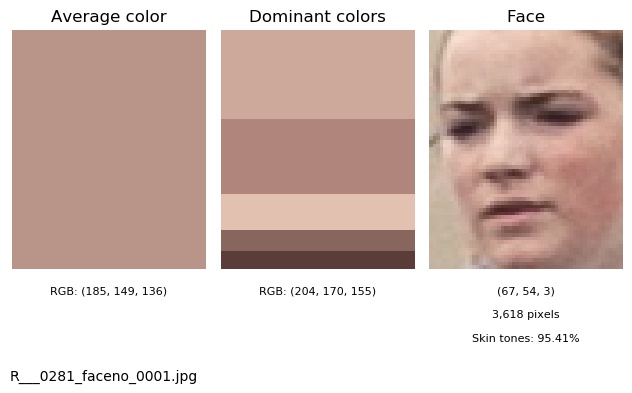 Average color
Dominant colors
Face
RGB: (185, 149, 136)
RGB: (204, 170, 155)
(67, 54, 3)
3,618 pixels
Skin tones: 95.41%
R___0281_faceno_0001.jpg